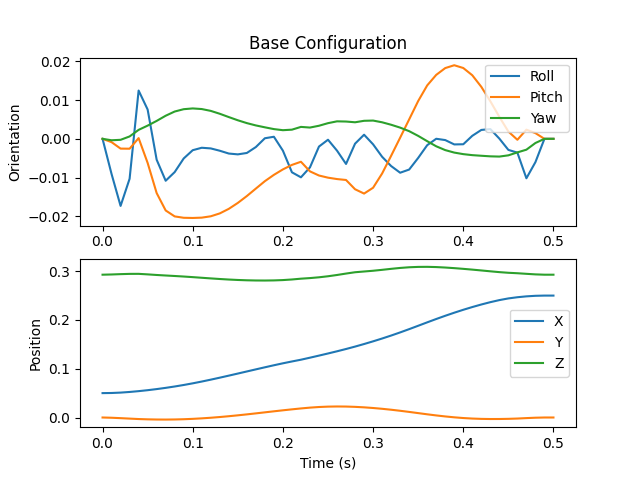 Base Configuration
Orientation
0.02
0.01
0.00
−0.01
−0.02
Roll
Pitch
Yaw
0.0 0.1 0.2 0.3 0.4 0.5
Position
0.3
0.2
0.1
0.0
X
Y
Z
0.0 0.1 0.2 0.3 0.4 0.5
Time (s)